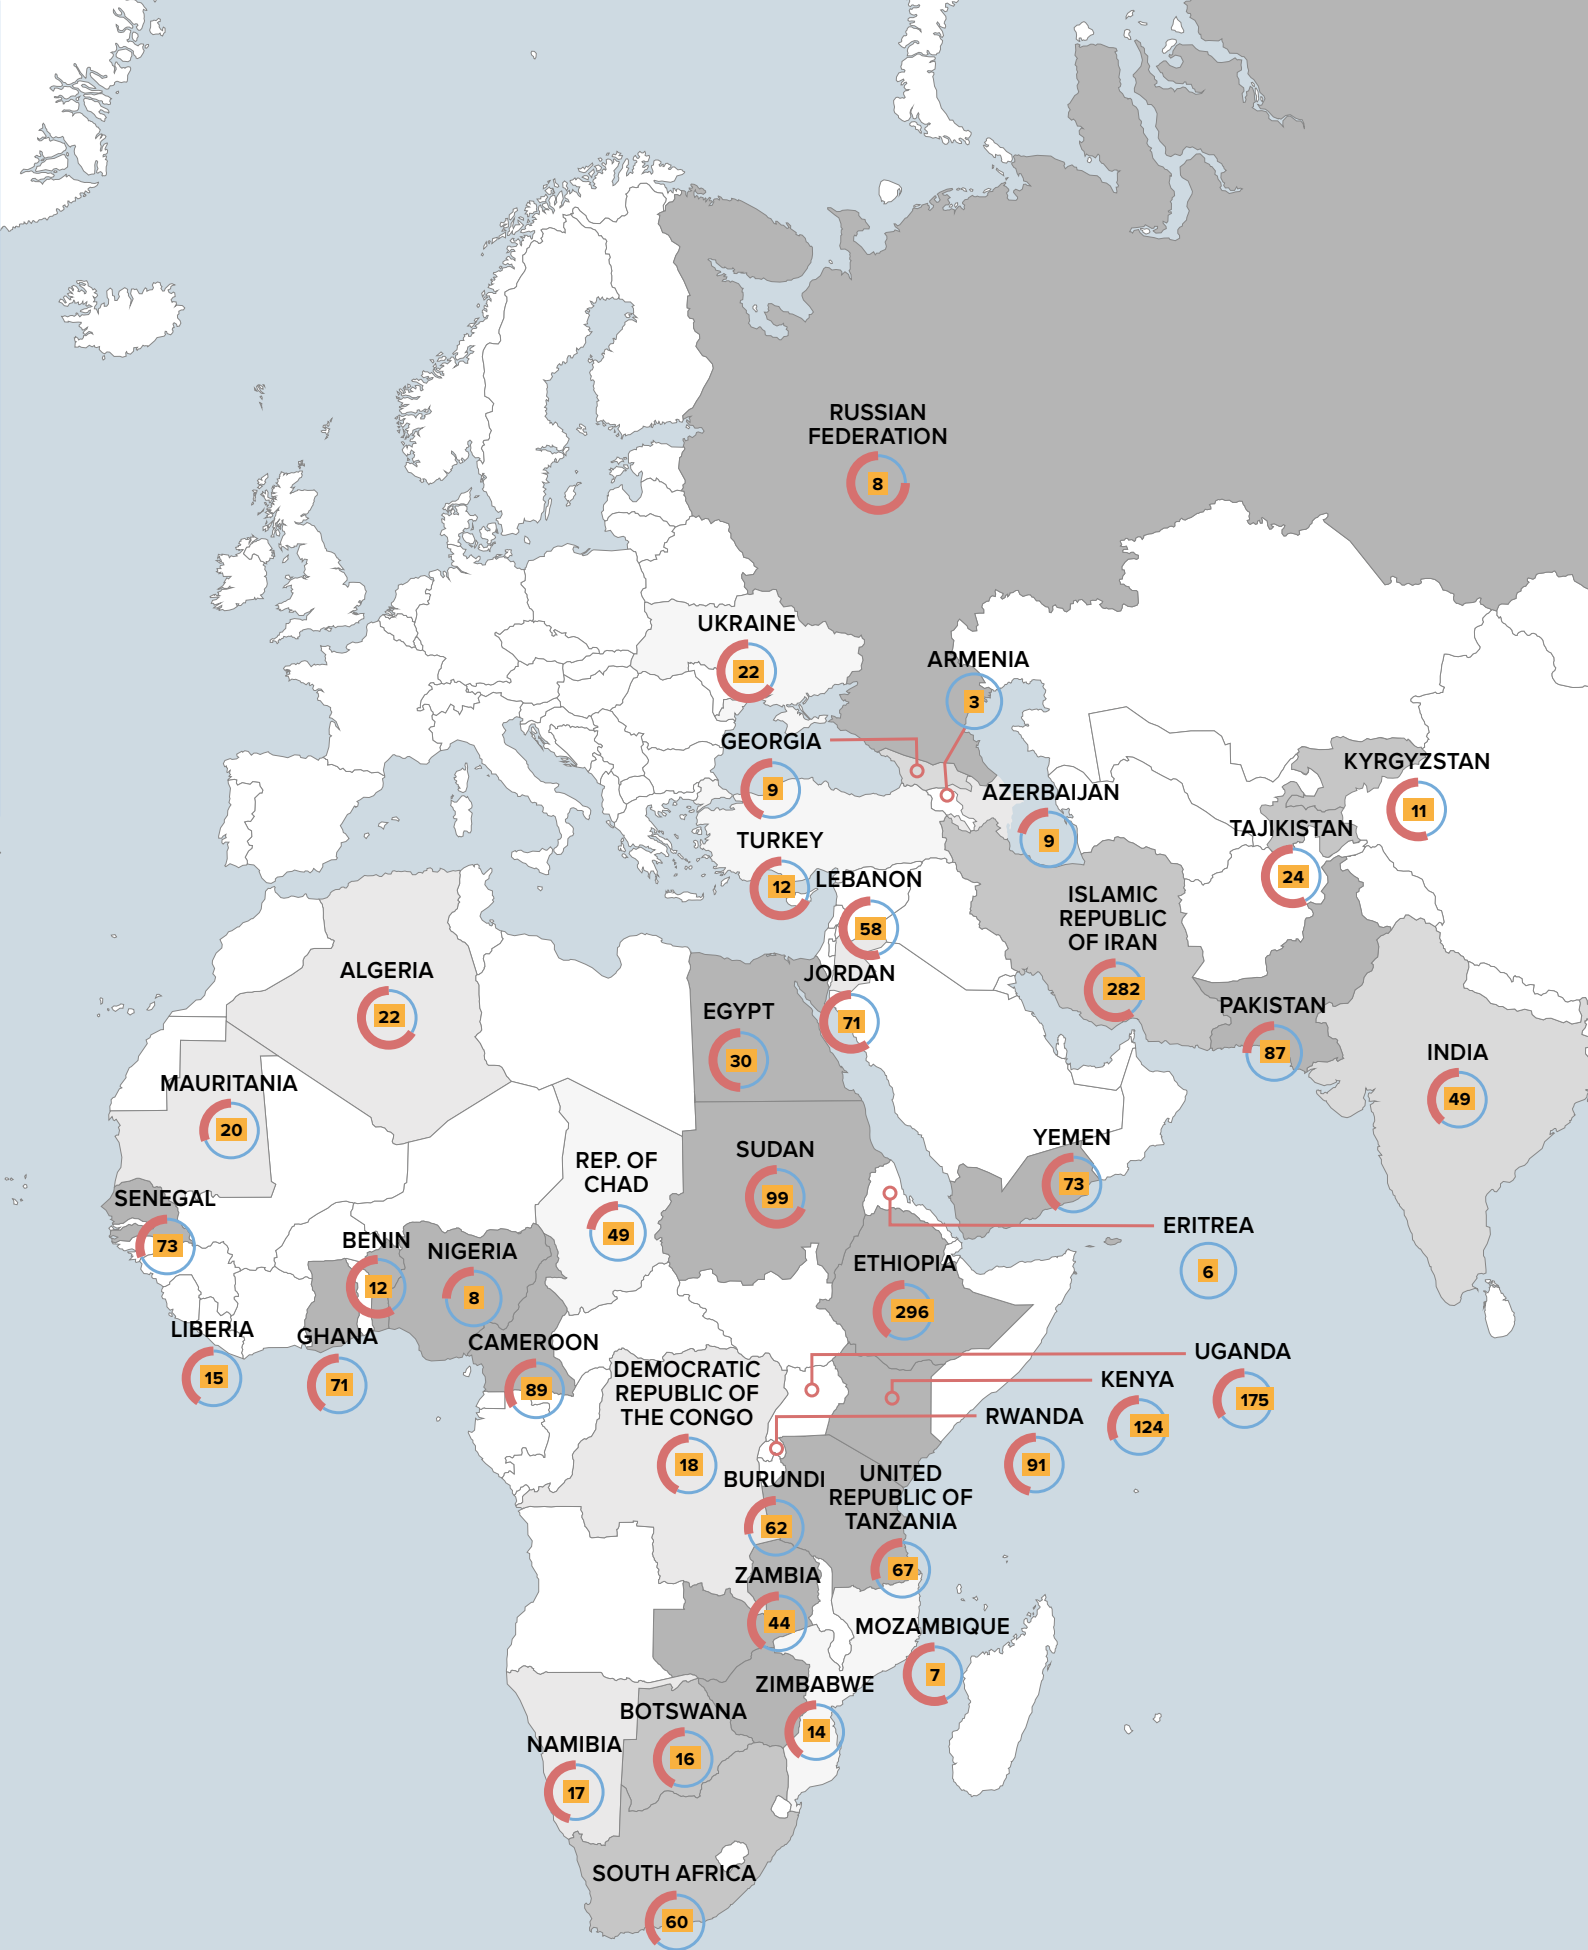 RUSSIAN
FEDERATION
8
UKRAINE
22
ARMENIA
3
GEORGIA
9
AZERBAIJAN
9
KYRGYZSTAN
11
TAJIKISTAN
24
TURKEY
12
LEBANON
58
ISLAMIC
REPUBLIC
OF IRAN
282
JORDAN
71
ALGERIA
22
EGYPT
30
PAKISTAN
87
INDIA
49
MAURITANIA
20
YEMEN
73
SUDAN
99
REP. OF
CHAD
49
SENEGAL
73
ERITREA
6
BENIN
12
NIGERIA
8
ETHIOPIA
296
LIBERIA
15
GHANA
71
CAMEROON
89
UGANDA
175
DEMOCRATIC
REPUBLIC OF
THE CONGO
18
KENYA
124
RWANDA
91
BURUNDI
62
UNITED
REPUBLIC OF
TANZANIA
67
ZAMBIA
44
MOZAMBIQUE
7
ZIMBABWE
14
BOTSWANA
16
NAMIBIA
17
SOUTH AFRICA
60